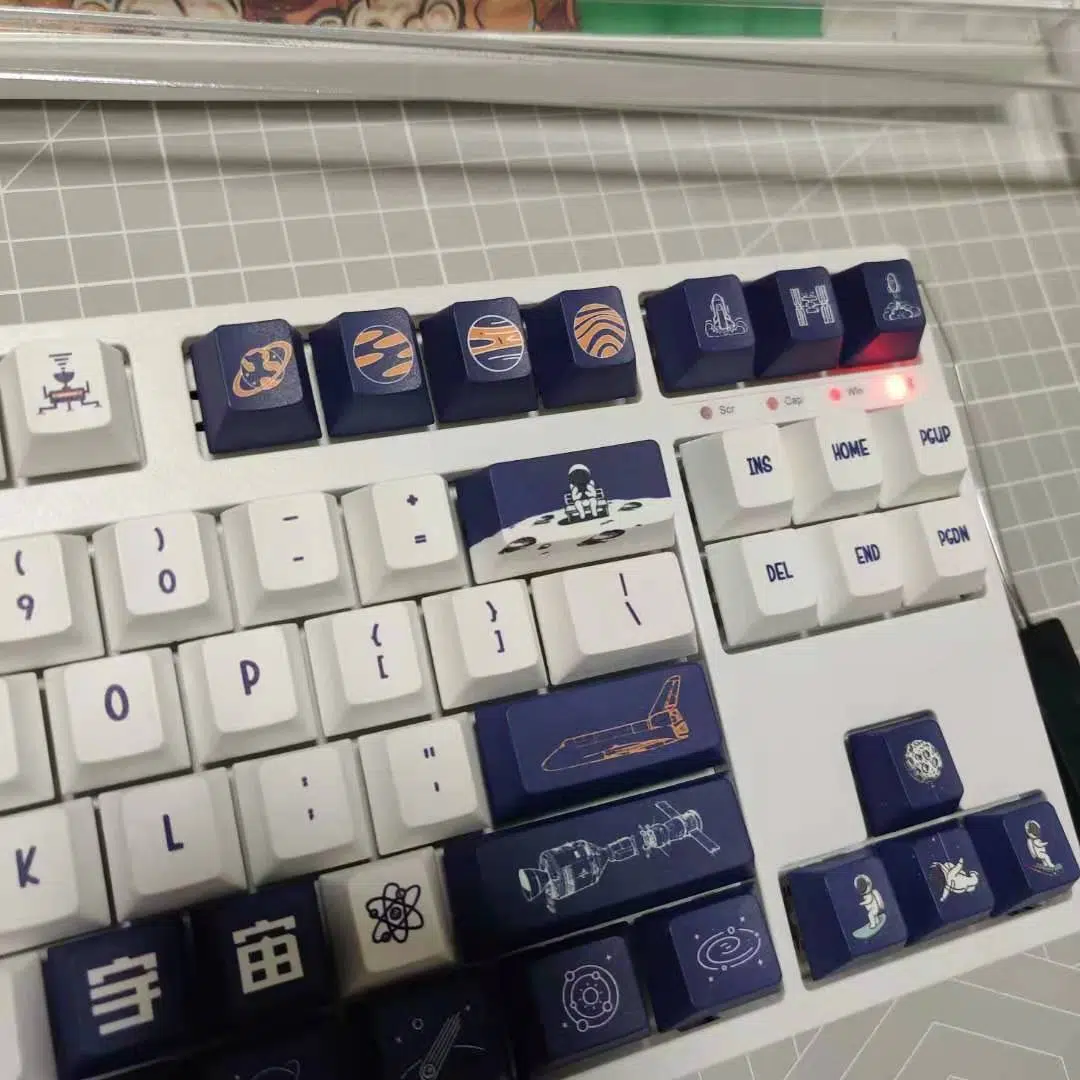 Scr Cap Win
INS HOME PGUP
( ) _ +
9 0 - =
DEL END PGDN
{ } |
O P [ ] \
: "
K L ; '
宇 宙